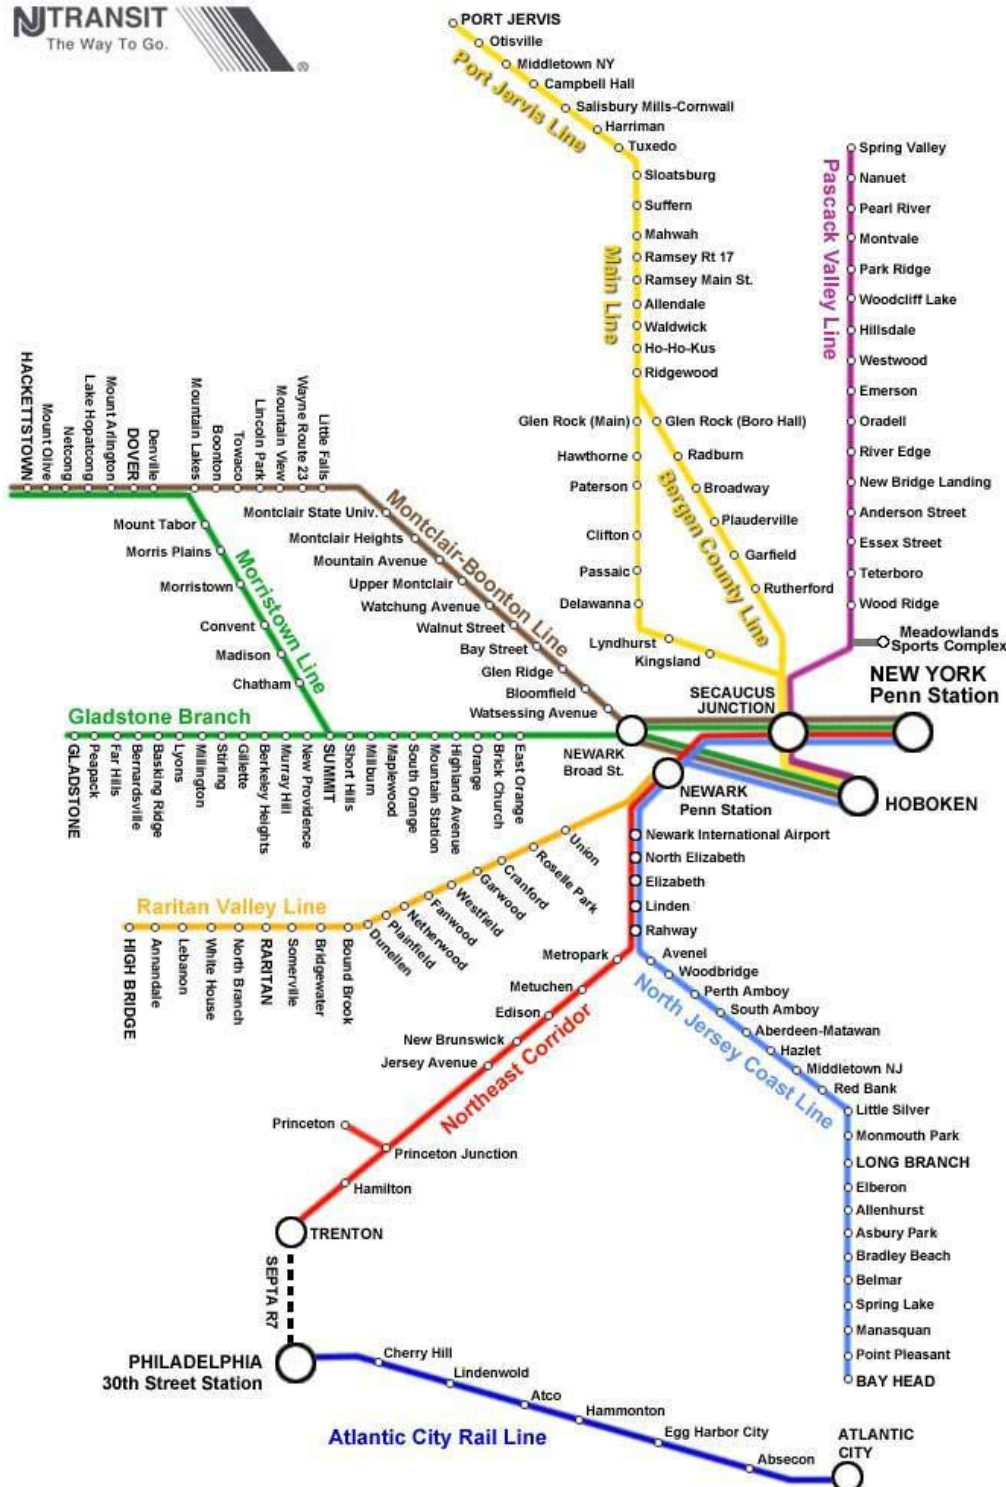 NJTRANSIT
The Way To Go.
®
PORT JERVIS
Otisville
Middletown NY
Campbell Hall
Salisbury Mills-Cornwall
Harriman
Tuxedo
Port Jervis Line
Sloatsburg
Suffern
Mahwah
Ramsey Rt 17
Ramsey Main St.
Allendale
Waldwick
Ho-Ho-Kus
Ridgewood
Main Line
Glen Rock (Main)
Hawthorne
Paterson
Clifton
Passaic
Delawanna
Lyndhurst
Kingsland
Glen Rock (Boro Hall)
Radburn
Broadway
Plauderville
Garfield
Rutherford
Bergen County Line
Spring Valley
Nanuet
Pearl River
Montvale
Park Ridge
Woodcliff Lake
Hillsdale
Westwood
Emerson
Oradell
River Edge
New Bridge Landing
Anderson Street
Essex Street
Teterboro
Wood Ridge
Pascack Valley Line
Meadowlands
Sports Complex
NEW YORK
Penn Station
SECAUCUS
JUNCTION
HOBOKEN
HACKETTSTOWN
Mount Olive
Netcong
Lake Hopatcong
Mount Arlington
DOVER
Denville
Mountain Lakes
Boonton
Towaco
Lincoln Park
Mountain View
Wayne Route 23
Little Falls
Montclair State Univ.
Montclair Heights
Mountain Avenue
Upper Montclair
Watchung Avenue
Walnut Street
Bay Street
Glen Ridge
Bloomfield
Watsessing Avenue
Montclair-Boonton Line
Mount Tabor
Morris Plains
Morristown
Convent
Madison
Chatham
Morristown Line
Gladstone Branch
GLADSTONE
Peapack
Far Hills
Bernardsville
Basking Ridge
Lyons
Millington
Stirling
Gillette
Berkeley Heights
Murray Hill
New Providence
SUMMIT
Short Hills
Millburn
Maplewood
South Orange
Mountain Station
Highland Avenue
Orange
Brick Church
East Orange
NEWARK
Broad St.
NEWARK
Penn Station
Raritan Valley Line
HIGH BRIDGE
Annandale
Lebanon
White House
North Branch
RARITAN
Somerville
Bridgewater
Bound Brook
Dunellen
Plainfield
Netherwood
Fanwood
Westfield
Garwood
Cranford
Roselle Park
Union
Newark International Airport
North Elizabeth
Elizabeth
Linden
Rahway
Metropark
Metuchen
Edison
New Brunswick
Jersey Avenue
Princeton
Princeton Junction
Hamilton
TRENTON
Northeast Corridor
Avenel
Woodbridge
Perth Amboy
South Amboy
Aberdeen-Matawan
Hazlet
Middletown NJ
Red Bank
Little Silver
Monmouth Park
LONG BRANCH
Elberon
Allenhurst
Asbury Park
Bradley Beach
Belmar
Spring Lake
Manasquan
Point Pleasant
BAY HEAD
North Jersey Coast Line
SEPTA R7
PHILADELPHIA
30th Street Station
Cherry Hill
Lindenwold
Atco
Hammonton
Egg Harbor City
Absecon
ATLANTIC
CITY
Atlantic City Rail Line